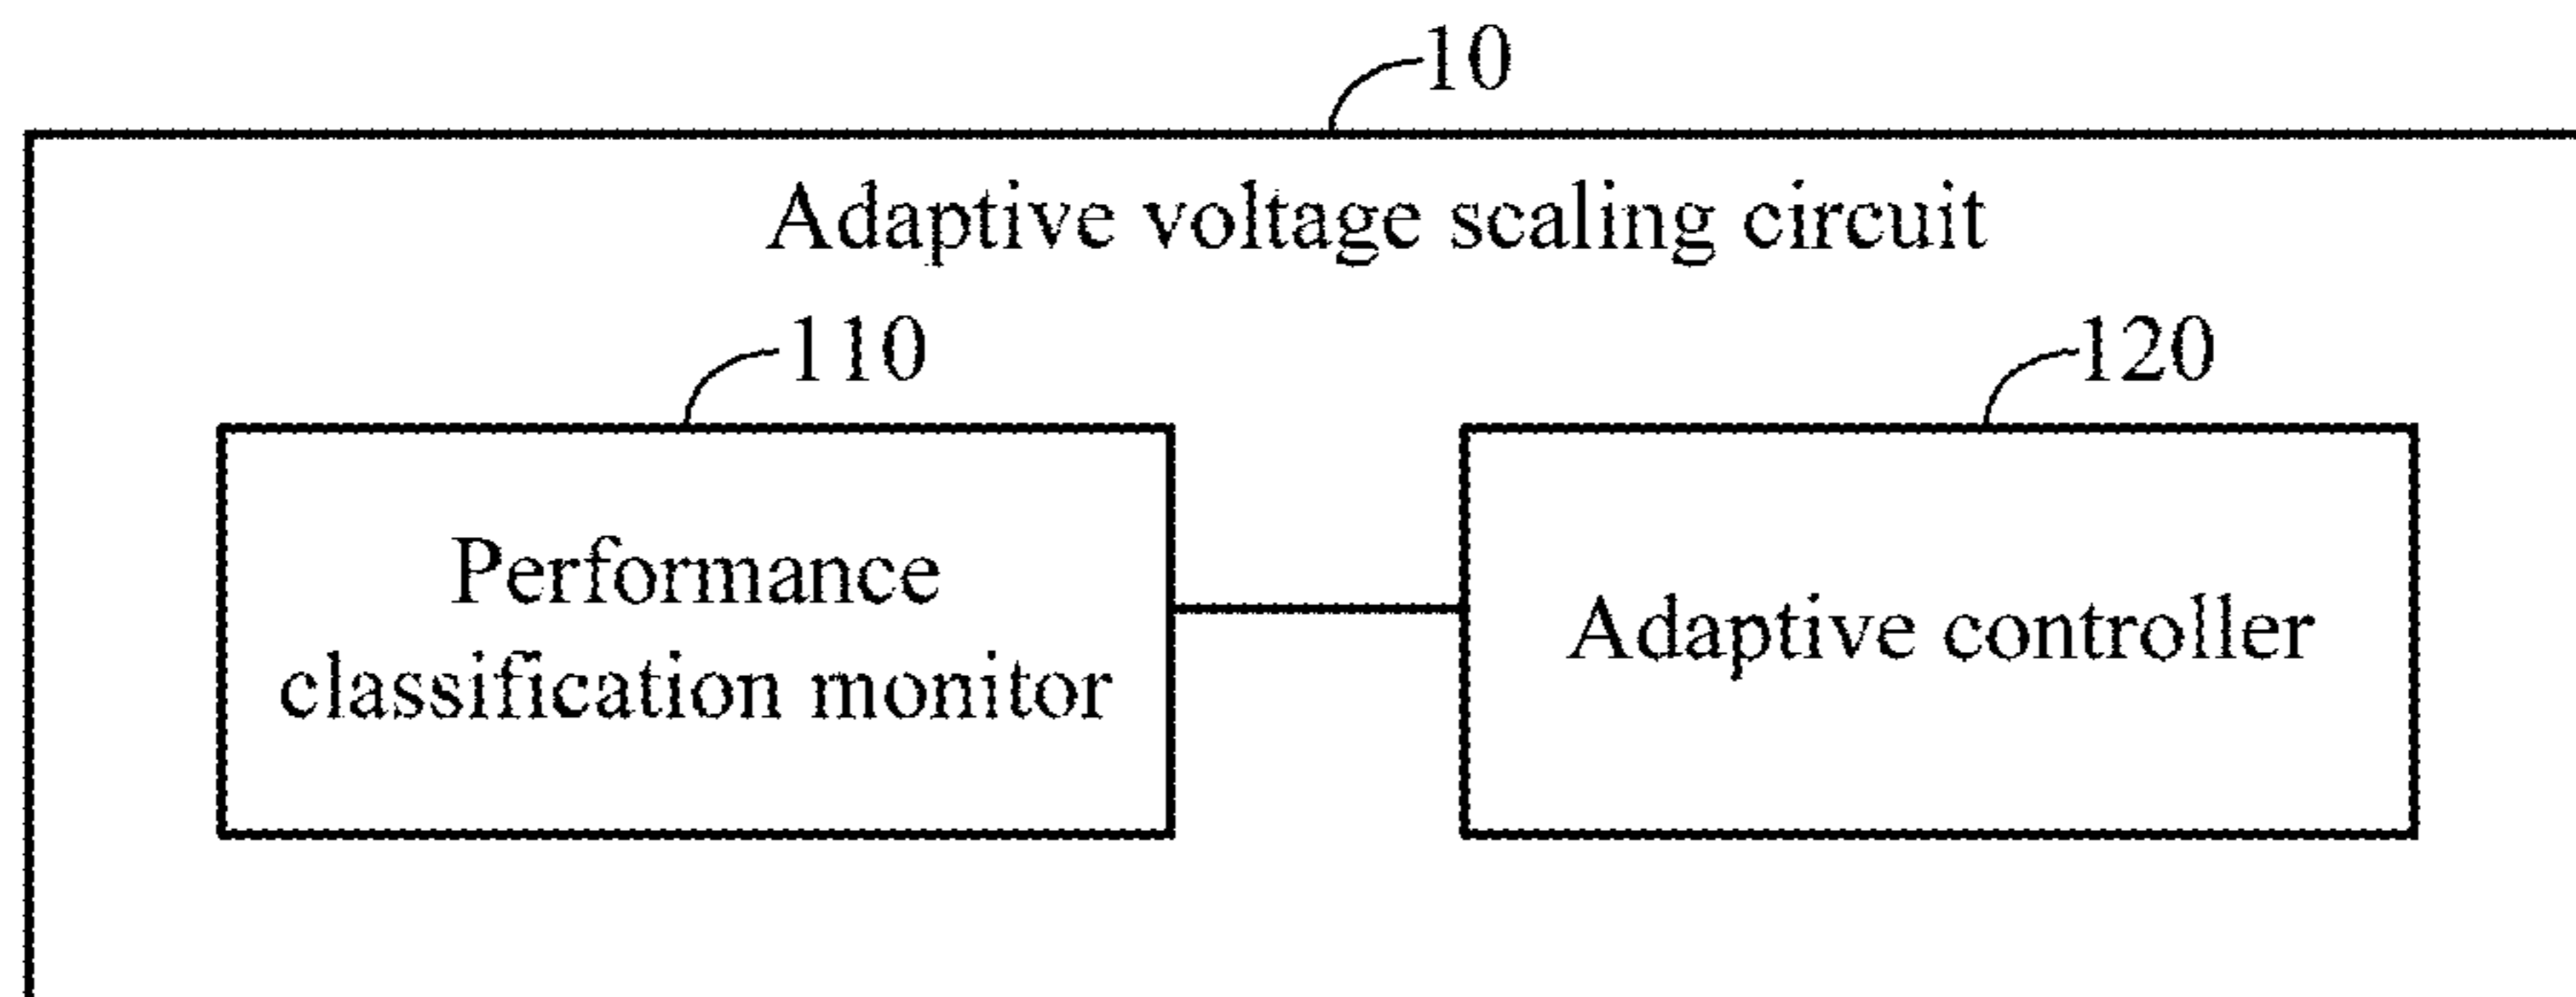 10
Adaptive voltage scaling circuit
110
120
Performance
classification monitor
Adaptive controller